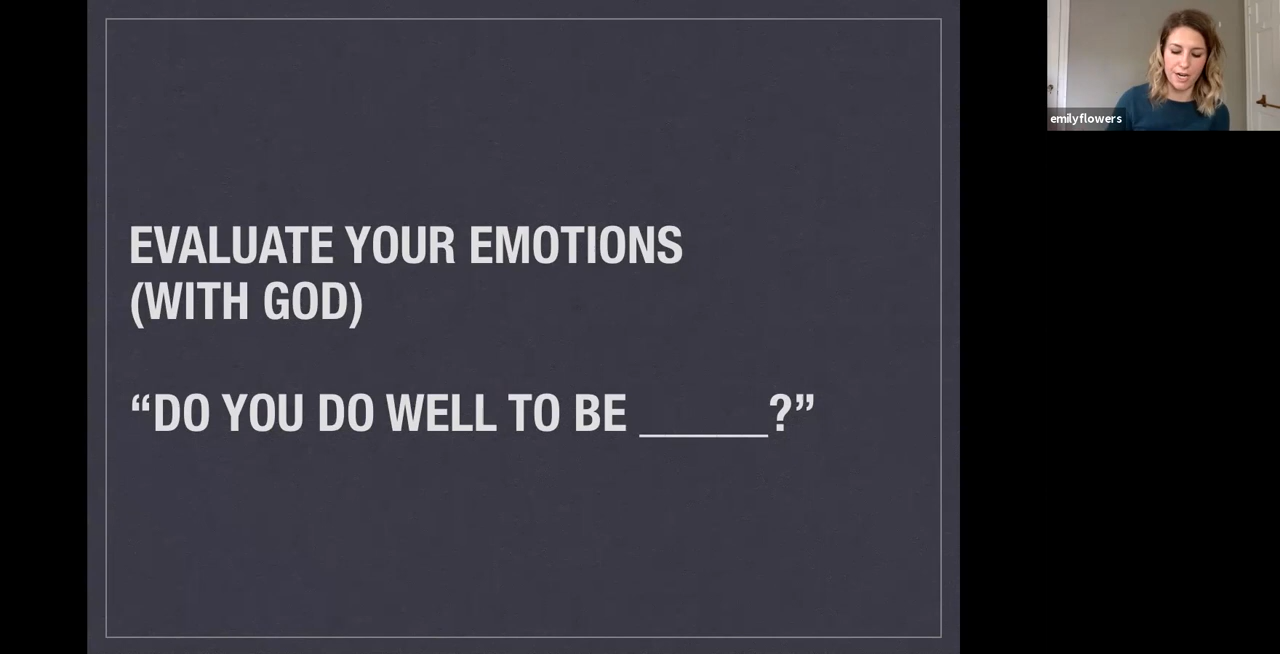 EVALUATE YOUR EMOTIONS
(WITH GOD)
“DO YOU DO WELL TO BE ______?”
emilyflowers